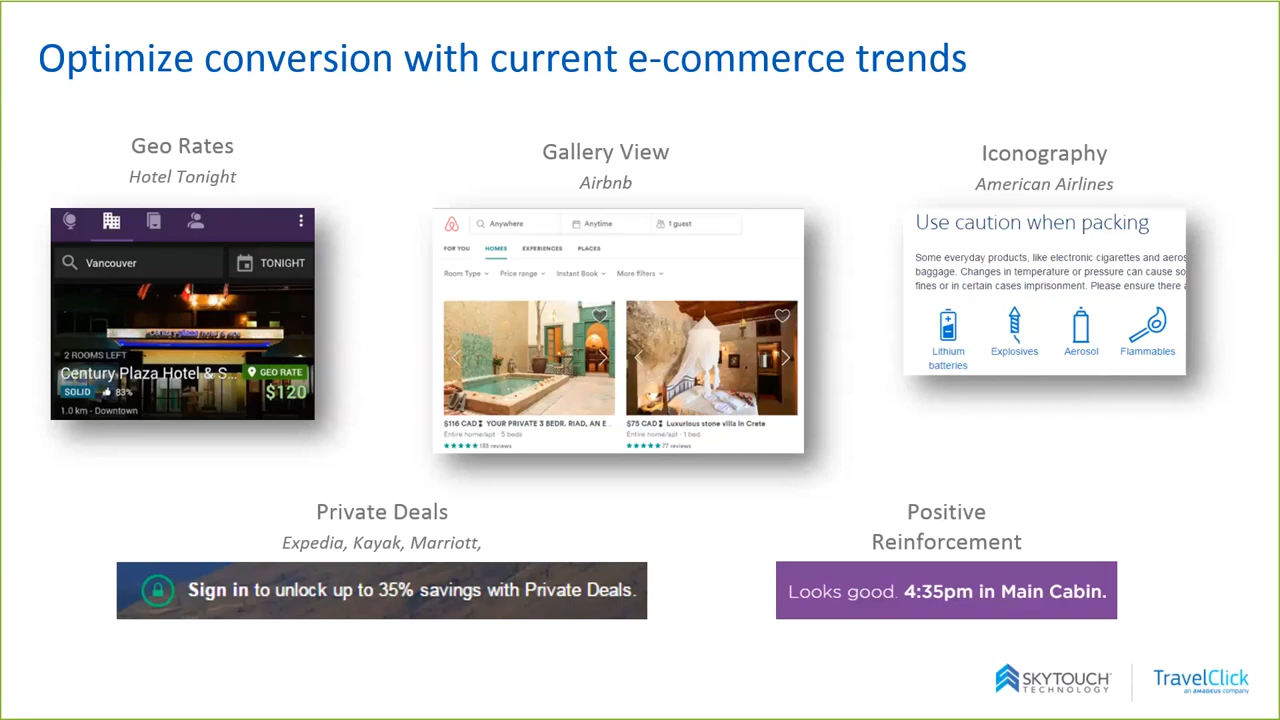 Optimize conversion with current e-commerce trends
Geo Rates
Hotel Tonight
Vancouver
TONIGHT
2 ROOMS LEFT
Century Plaza Hotel & S...
GEO RATE
SOLID 83%
$120
1.0 km - Downtown
Gallery View
Airbnb
Anywhere
Anytime
1 guest
FOR YOU HOMES EXPERIENCES PLACES
Room Type Price range Instant Book More filters
$116 CAD YOUR PRIVATE 3 BEDR. RIAD, AN E...
Entire home/apt · 5 beds
reviews
$75 CAD Luxurious stone villa in Crete
Entire home/apt · 1 bed
77 reviews
Iconography
American Airlines
Use caution when packing
Some everyday products, like electronic cigarettes and aeros
baggage. Changes in temperature or pressure can cause so
fines or in certain cases imprisonment. Please ensure there
Lithium
batteries
Explosives
Aerosol
Flammables
Private Deals
Expedia, Kayak, Marriott,
Sign in to unlock up to 35% savings with Private Deals.
Positive
Reinforcement
Looks good. 4:35pm in Main Cabin.
SKYTOUCH
TECHNOLOGY
TravelClick
an AMADEUS company